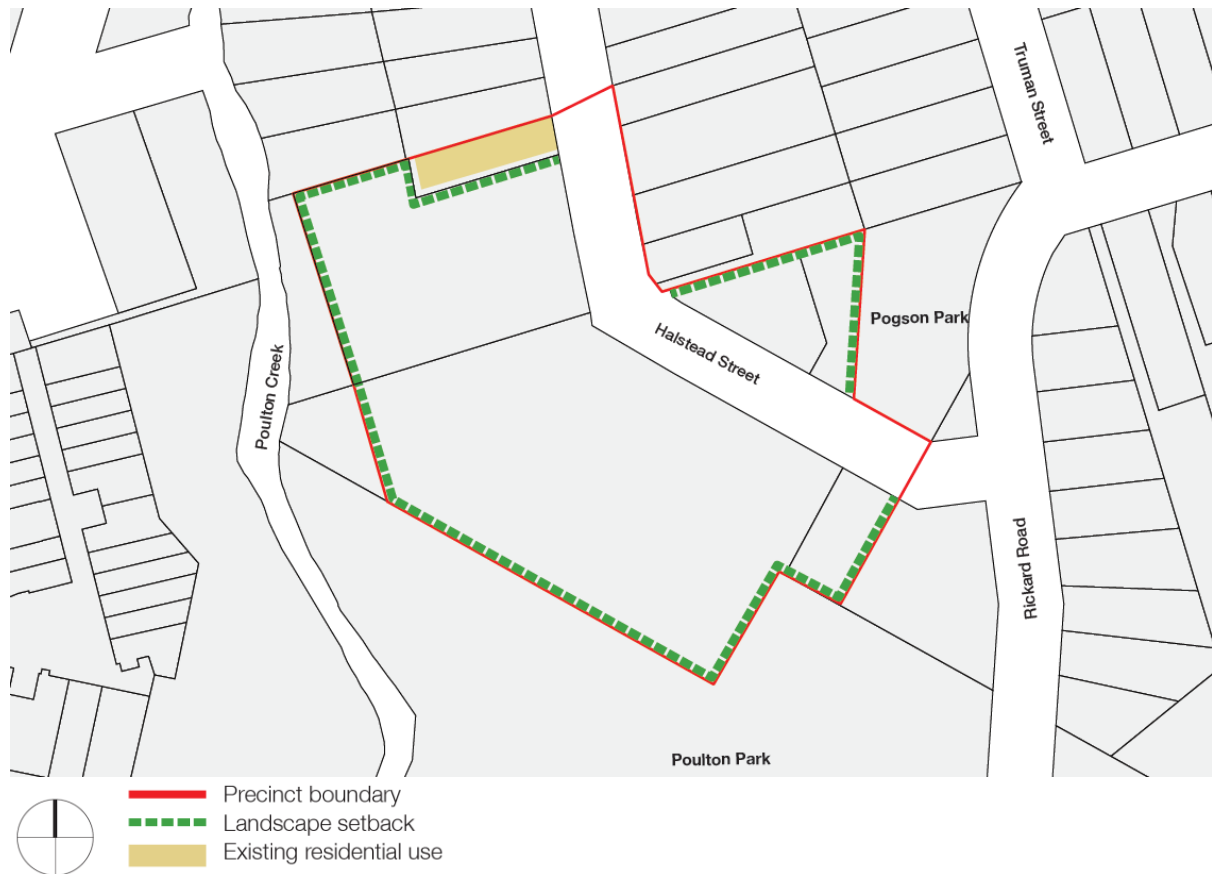 Truman Street
Pogson Park
Halstead Street
Poulton Creek
Rickard Road
Poulton Park
Precinct boundary
Landscape setback
Existing residential use